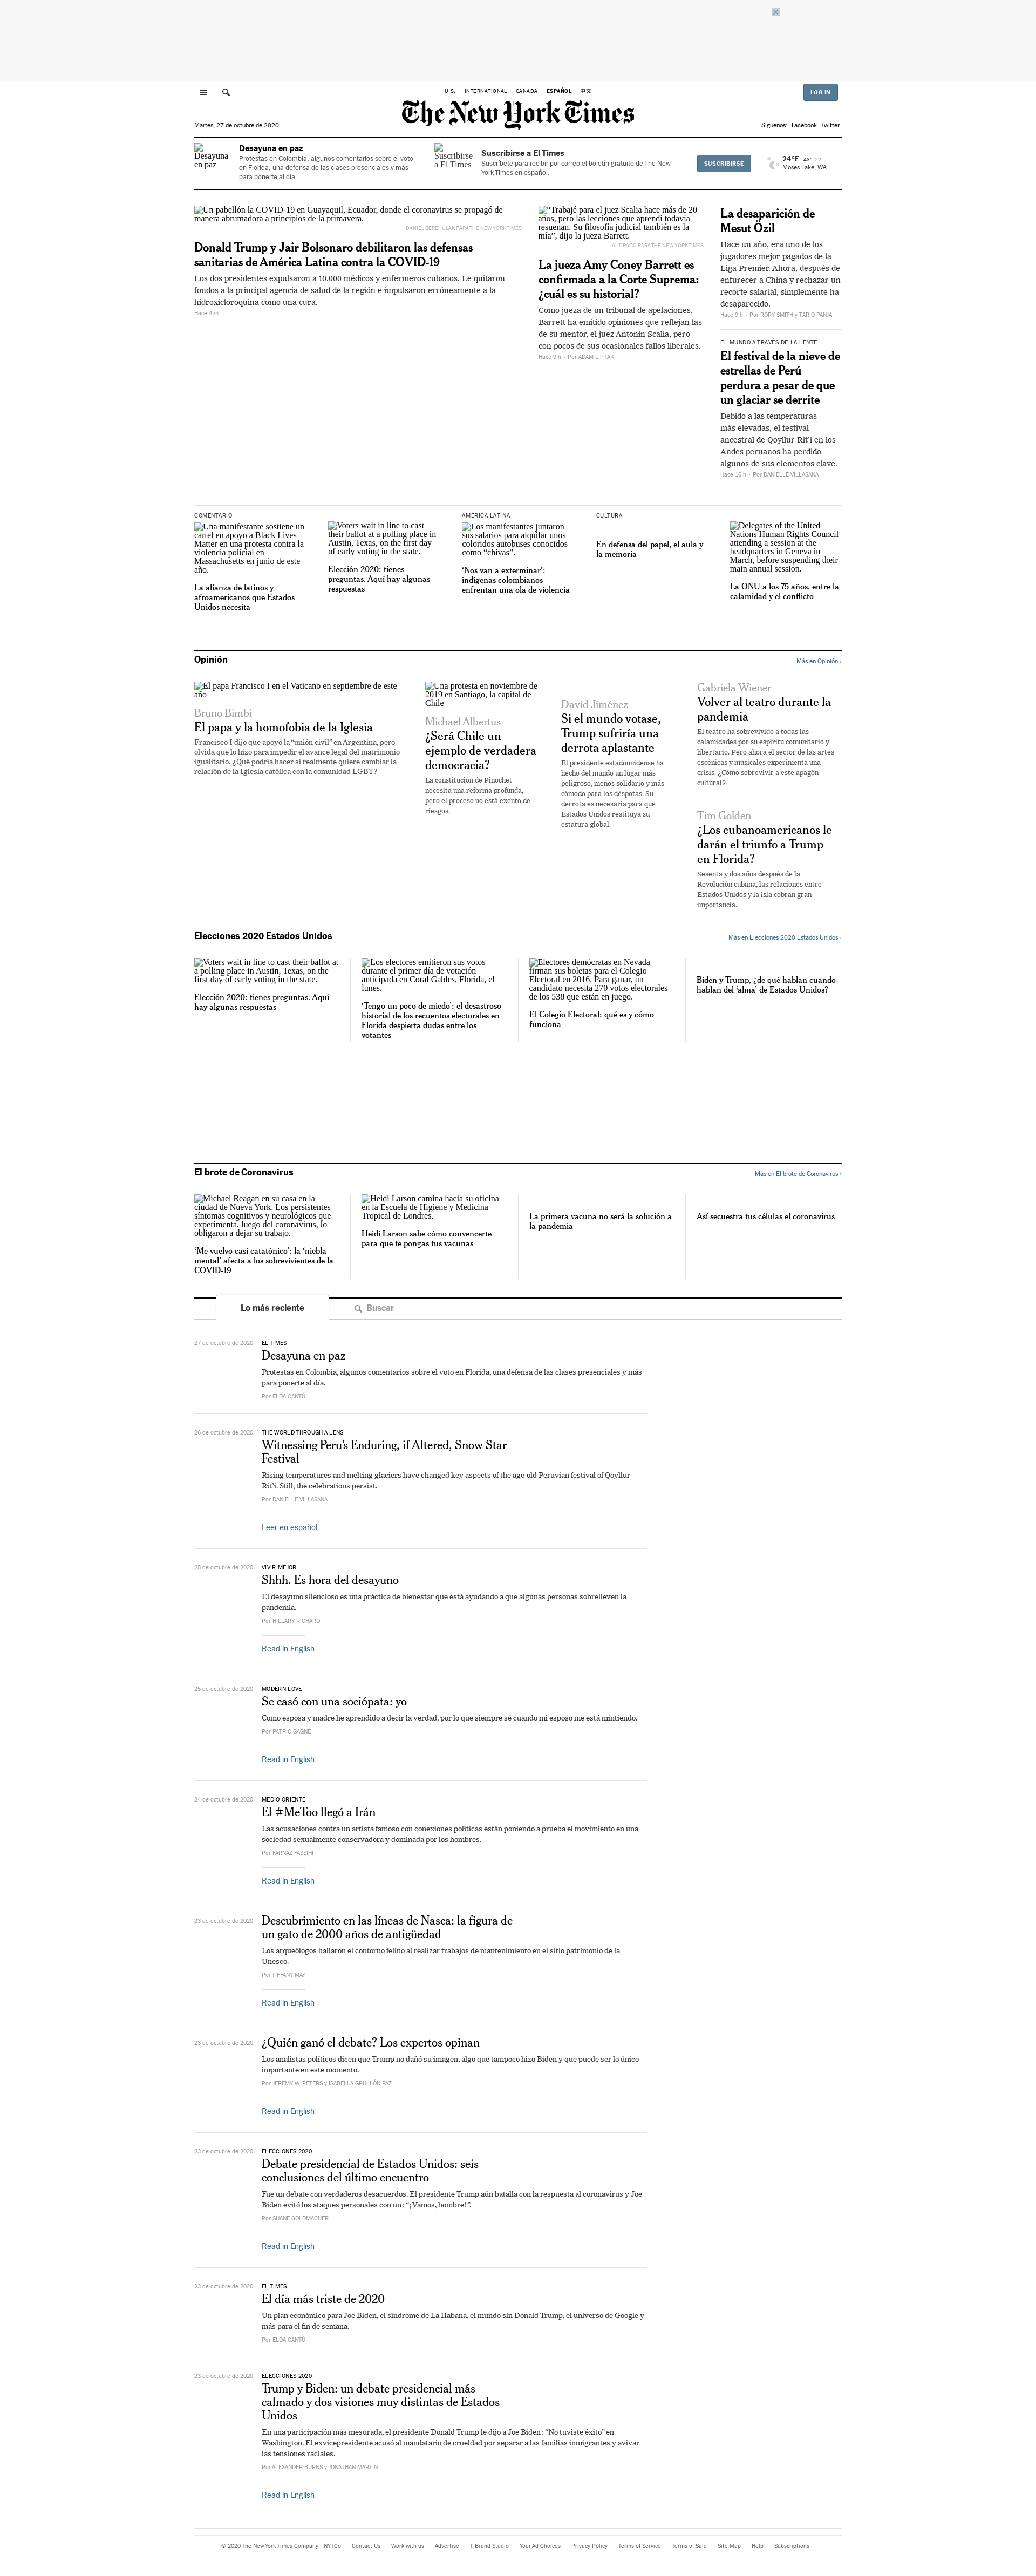 U.S. INTERNATIONAL CANADA ESPAÑOL 中文
LOG IN
The New York Times
Martes, 27 de octubre de 2020
Síguenos: Facebook Twitter
Desayuna en paz
Desayuna en paz
Protestas en Colombia, algunos comentarios sobre el voto
en Florida, una defensa de las clases presenciales y más
para ponerte al día.
Suscribirse a El Times
Suscribirse a El Times
Suscríbete para recibir por correo el boletín gratuito de The New
York Times en español.
SUSCRIBIRSE
24°F 43° 22°
Moses Lake, WA
Un pabellón la COVID-19 en Guayaquil, Ecuador, donde el coronavirus se propagó de
manera abrumadora a principios de la primavera.
DANIEL BEREHULAK PARA THE NEW YORK TIMES
Donald Trump y Jair Bolsonaro debilitaron las defensas
sanitarias de América Latina contra la COVID-19
Los dos presidentes expulsaron a 10.000 médicos y enfermeros cubanos. Le quitaron
fondos a la principal agencia de salud de la región e impulsaron erróneamente a la
hidroxicloroquina como una cura.
Hace 4 m
“Trabajé para el juez Scalia hace más de 20
años, pero las lecciones que aprendí todavía
resuenan. Su filosofía judicial también es la
mía”, dijo la jueza Barrett.
AL DRAGO PARA THE NEW YORK TIMES
La jueza Amy Coney Barrett es
confirmada a la Corte Suprema:
¿cuál es su historial?
Como jueza de un tribunal de apelaciones,
Barrett ha emitido opiniones que reflejan las
de su mentor, el juez Antonin Scalia, pero
con pocos de sus ocasionales fallos liberales.
Hace 9 h • Por ADAM LIPTAK
La desaparición de
Mesut Özil
Hace un año, era uno de los
jugadores mejor pagados de la
Liga Premier. Ahora, después de
enfurecer a China y rechazar un
recorte salarial, simplemente ha
desaparecido.
Hace 9 h • Por RORY SMITH y TARIQ PANJA
EL MUNDO A TRAVÉS DE LA LENTE
El festival de la nieve de
estrellas de Perú
perdura a pesar de que
un glaciar se derrite
Debido a las temperaturas
más elevadas, el festival
ancestral de Qoyllur Rit'i en los
Andes peruanos ha perdido
algunos de sus elementos clave.
Hace 16 h • Por DANIELLE VILLASANA
COMENTARIO
Una manifestante sostiene un
cartel en apoyo a Black Lives
Matter en una protesta contra la
violencia policial en
Massachusetts en junio de este
año.
La alianza de latinos y
afroamericanos que Estados
Unidos necesita
Voters wait in line to cast
their ballot at a polling place
in Austin, Texas, on the first day
of early voting in the state.
Elección 2020: tienes
preguntas. Aquí hay algunas
respuestas
AMÉRICA LATINA
Los manifestantes juntaron
sus salarios para alquilar unos
coloridos autobuses conocidos
como “chivas”.
‘Nos van a exterminar’:
indígenas colombianos
enfrentan una ola de violencia
CULTURA
En defensa del papel, el aula y
la memoria
Delegates of the United
Nations Human Rights Council
attending a session at the
headquarters in Geneva in
March, before suspending their
main annual session.
La ONU a los 75 años, entre la
calamidad y el conflicto
Opinión
Más en Opinión ›
El papa Francisco I en el Vaticano en septiembre de este
año
Bruno Bimbi
El papa y la homofobia de la Iglesia
Francisco I dijo que apoyó la “unión civil” en Argentina, pero
olvida que lo hizo para impedir el avance legal del matrimonio
igualitario. ¿Qué podría hacer si realmente quiere cambiar la
relación de la Iglesia católica con la comunidad LGBT?
Una protesta en noviembre de
2019 en Santiago, la capital de
Chile
Michael Albertus
¿Será Chile un
ejemplo de verdadera
democracia?
La constitución de Pinochet
necesita una reforma profunda,
pero el proceso no está exento de
riesgos.
David Jiménez
Si el mundo votase,
Trump sufriría una
derrota aplastante
El presidente estadounidense ha
hecho del mundo un lugar más
peligroso, menos solidario y más
cómodo para los déspotas. Su
derrota es necesaria para que
Estados Unidos restituya su
estatura global.
Gabriela Wiener
Volver al teatro durante la
pandemia
El teatro ha sobrevivido a todas las
calamidades por su espíritu comunitario y
libertario. Pero ahora el sector de las artes
escénicas y musicales experimenta una
crisis. ¿Cómo sobrevivir a este apagón
cultural?
Tim Golden
¿Los cubanoamericanos le
darán el triunfo a Trump
en Florida?
Sesenta y dos años después de la
Revolución cubana, las relaciones entre
Estados Unidos y la isla cobran gran
importancia.
Elecciones 2020 Estados Unidos
Más en Elecciones 2020 Estados Unidos ›
Voters wait in line to cast their ballot at
a polling place in Austin, Texas, on the
first day of early voting in the state.
Elección 2020: tienes preguntas. Aquí
hay algunas respuestas
Los electores emitieron sus votos
durante el primer día de votación
anticipada en Coral Gables, Florida, el
lunes.
‘Tengo un poco de miedo’: el desastroso
historial de los recuentos electorales en
Florida despierta dudas entre los
votantes
Electores demócratas en Nevada
firman sus boletas para el Colegio
Electoral en 2016. Para ganar, un
candidato necesita 270 votos electorales
de los 538 que están en juego.
El Colegio Electoral: qué es y cómo
funciona
Biden y Trump, ¿de qué hablan cuando
hablan del ‘alma’ de Estados Unidos?
El brote de Coronavirus
Más en El brote de Coronavirus ›
Michael Reagan en su casa en la
ciudad de Nueva York. Los persistentes
síntomas cognitivos y neurológicos que
experimenta, luego del coronavirus, lo
obligaron a dejar su trabajo.
‘Me vuelvo casi catatónico’: la ‘niebla
mental’ afecta a los sobrevivientes de la
COVID-19
Heidi Larson camina hacia su oficina
en la Escuela de Higiene y Medicina
Tropical de Londres.
Heidi Larson sabe cómo convencerte
para que te pongas tus vacunas
La primera vacuna no será la solución a
la pandemia
Así secuestra tus células el coronavirus
Lo más reciente
Buscar
27 de octubre de 2020
EL TIMES
Desayuna en paz
Protestas en Colombia, algunos comentarios sobre el voto en Florida, una defensa de las clases presenciales y más
para ponerte al día.
Por ELDA CANTÚ
26 de octubre de 2020
THE WORLD THROUGH A LENS
Witnessing Peru’s Enduring, if Altered, Snow Star
Festival
Rising temperatures and melting glaciers have changed key aspects of the age-old Peruvian festival of Qoyllur
Rit’i. Still, the celebrations persist.
Por DANIELLE VILLASANA
Leer en español
25 de octubre de 2020
VIVIR MEJOR
Shhh. Es hora del desayuno
El desayuno silencioso es una práctica de bienestar que está ayudando a que algunas personas sobrelleven la
pandemia.
Por HILLARY RICHARD
Read in English
25 de octubre de 2020
MODERN LOVE
Se casó con una sociópata: yo
Como esposa y madre he aprendido a decir la verdad, por lo que siempre sé cuando mi esposo me está mintiendo.
Por PATRIC GAGNE
Read in English
24 de octubre de 2020
MEDIO ORIENTE
El #MeToo llegó a Irán
Las acusaciones contra un artista famoso con conexiones políticas están poniendo a prueba el movimiento en una
sociedad sexualmente conservadora y dominada por los hombres.
Por FARNAZ FASSIHI
Read in English
23 de octubre de 2020
Descubrimiento en las líneas de Nasca: la figura de
un gato de 2000 años de antigüedad
Los arqueólogos hallaron el contorno felino al realizar trabajos de mantenimiento en el sitio patrimonio de la
Unesco.
Por TIFFANY MAY
Read in English
23 de octubre de 2020
¿Quién ganó el debate? Los expertos opinan
Los analistas políticos dicen que Trump no dañó su imagen, algo que tampoco hizo Biden y que puede ser lo único
importante en este momento.
Por JEREMY W. PETERS y ISABELLA GRULLÓN PAZ
Read in English
23 de octubre de 2020
ELECCIONES 2020
Debate presidencial de Estados Unidos: seis
conclusiones del último encuentro
Fue un debate con verdaderos desacuerdos. El presidente Trump aún batalla con la respuesta al coronavirus y Joe
Biden evitó los ataques personales con un: “¡Vamos, hombre!”.
Por SHANE GOLDMACHER
Read in English
23 de octubre de 2020
EL TIMES
El día más triste de 2020
Un plan económico para Joe Biden, el síndrome de La Habana, el mundo sin Donald Trump, el universo de Google y
más para el fin de semana.
Por ELDA CANTÚ
23 de octubre de 2020
ELECCIONES 2020
Trump y Biden: un debate presidencial más
calmado y dos visiones muy distintas de Estados
Unidos
En una participación más mesurada, el presidente Donald Trump le dijo a Joe Biden: “No tuviste éxito” en
Washington. El exvicepresidente acusó al mandatario de crueldad por separar a las familias inmigrantes y avivar
las tensiones raciales.
Por ALEXANDER BURNS y JONATHAN MARTIN
Read in English
© 2020 The New York Times Company NYTCo Contact Us Work with us Advertise T Brand Studio Your Ad Choices Privacy Policy Terms of Service Terms of Sale Site Map Help Subscriptions